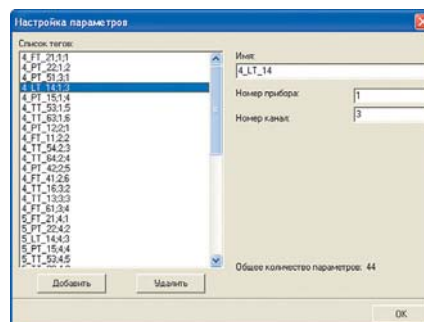 Настройка параметров
Список тегов:
4_FT_21;1;1
4_PT_22;1;2
4_PT_51;3;1
4_LT_14;1;3
4_PT_15;1;4
4_TT_53;1;5
4_TT_63;1;6
4_PT_12;2;1
4_FT_11;2;2
4_TT_54;2;3
4_TT_64;2;4
4_PT_42;2;5
4_FT_41;2;6
4_TT_16;3;2
4_TT_13;3;3
4_FT_61;3;4
5_FT_21;4;1
5_PT_22;4;2
5_LT_14;4;3
5_PT_15;4;4
5_TT_53;4;5
Имя:
4_LT_14
Номер прибора:
1
Номер канал:
3
Общее количество параметров: 44
Добавить
Удалить
OK